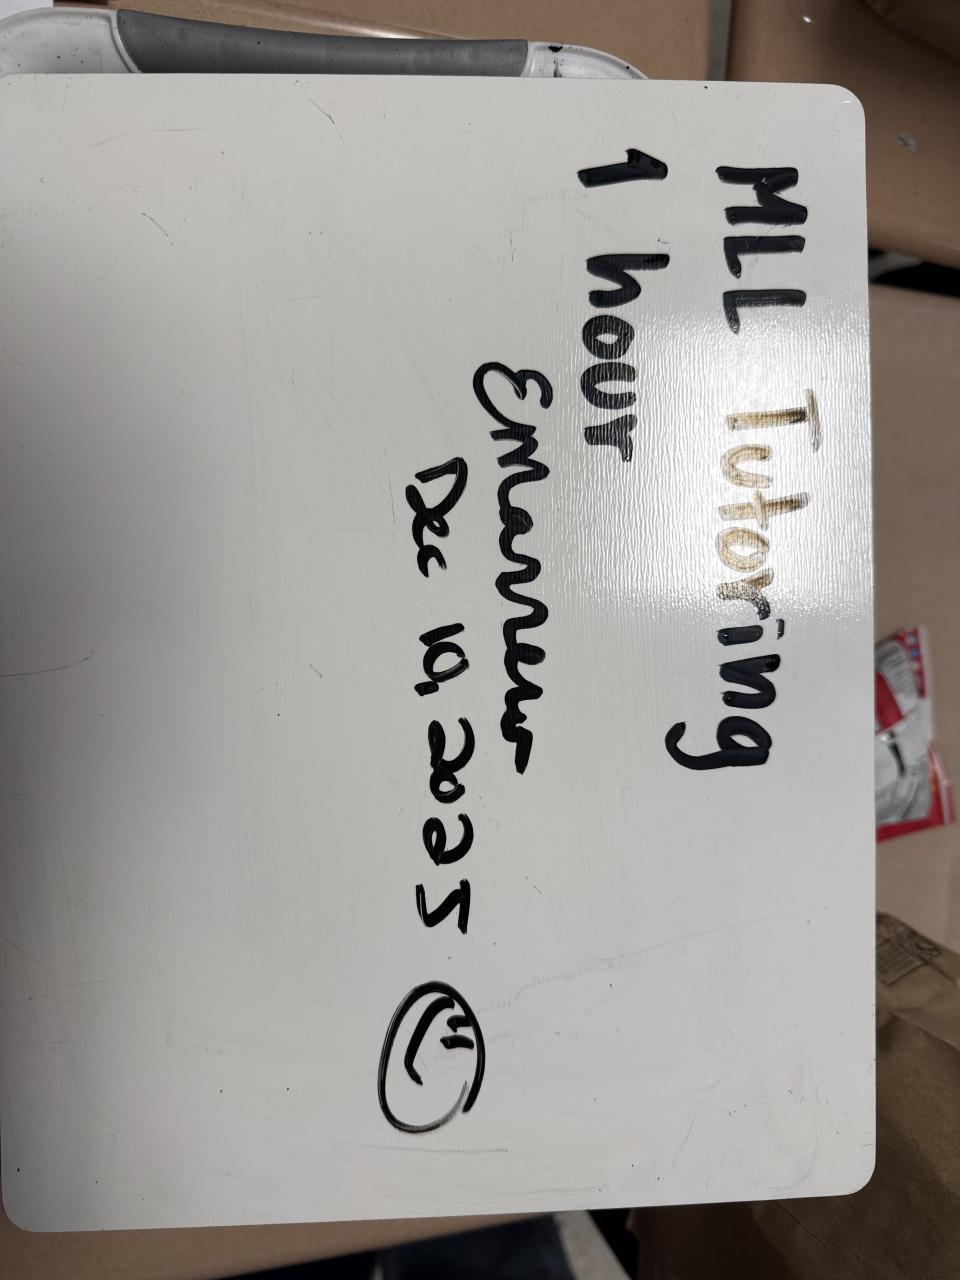 MLL Tutoring
1 hour
Dec 10, 2025